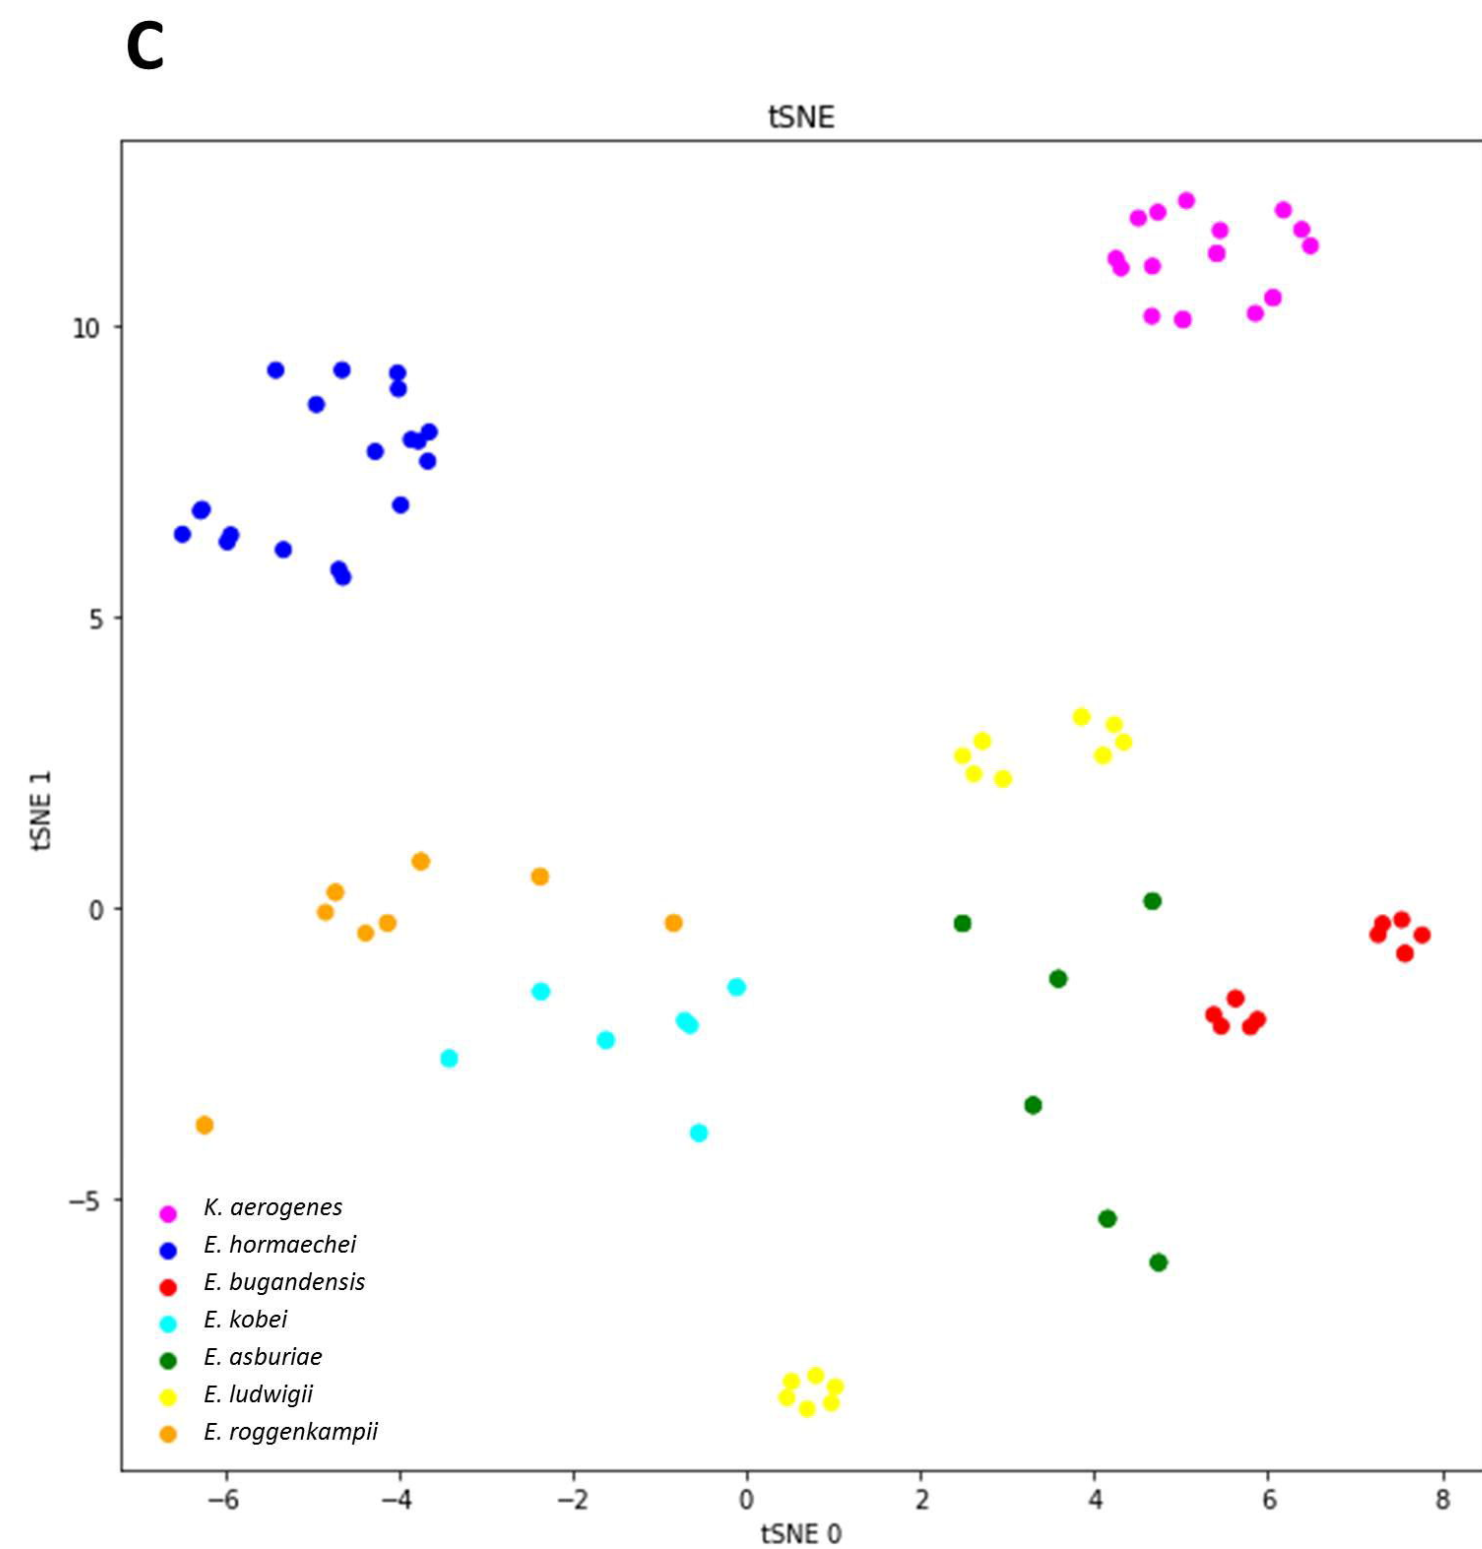 C
tSNE
10
5
0
−5
tSNE 1
K. aerogenes
E. hormaechei
E. bugandensis
E. kobei
E. asburiae
E. ludwigii
E. roggenkampii
−6 −4 −2 0 2 4 6 8
tSNE 0